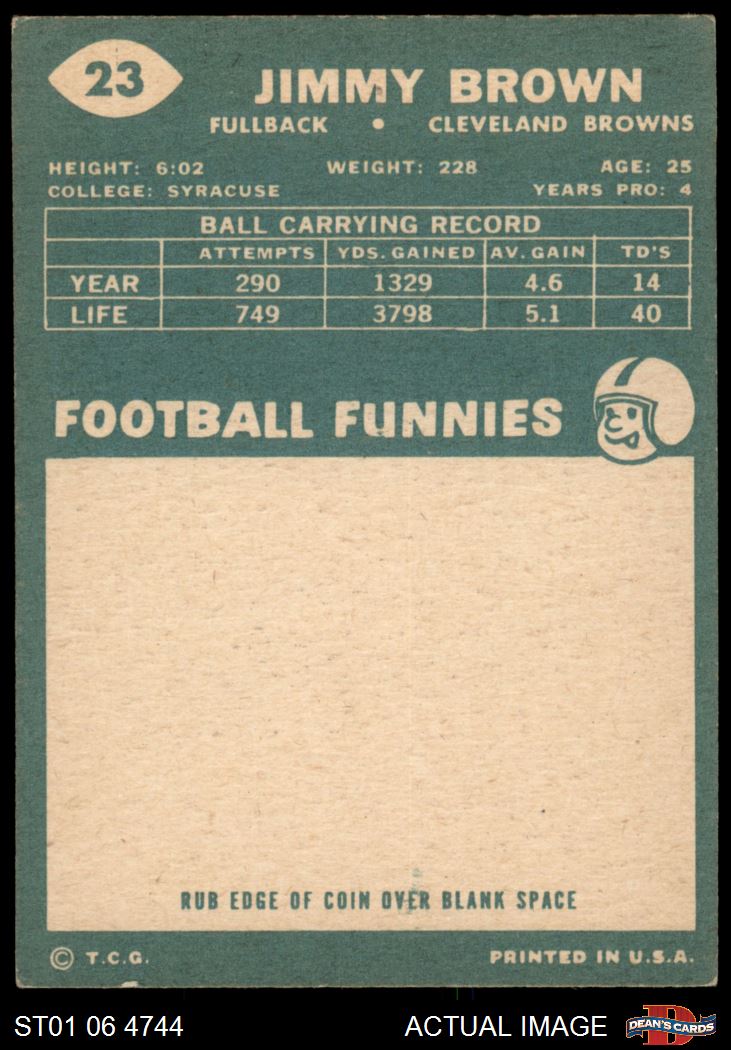 23
JIMMY BROWN
FULLBACK • CLEVELAND BROWNS
HEIGHT: 6:02 WEIGHT: 228 AGE: 25
COLLEGE: SYRACUSE YEARS PRO: 4
BALL CARRYING RECORD
ATTEMPTS YDS. GAINED AV. GAIN TD'S
YEAR 290 1329 4.6 14
LIFE 749 3798 5.1 40
FOOTBALL FUNNIES
RUB EDGE OF COIN OVER BLANK SPACE
© T.C.G. PRINTED IN U.S.A.
ST01 06 4744 ACTUAL IMAGE D DEAN'S CARDS